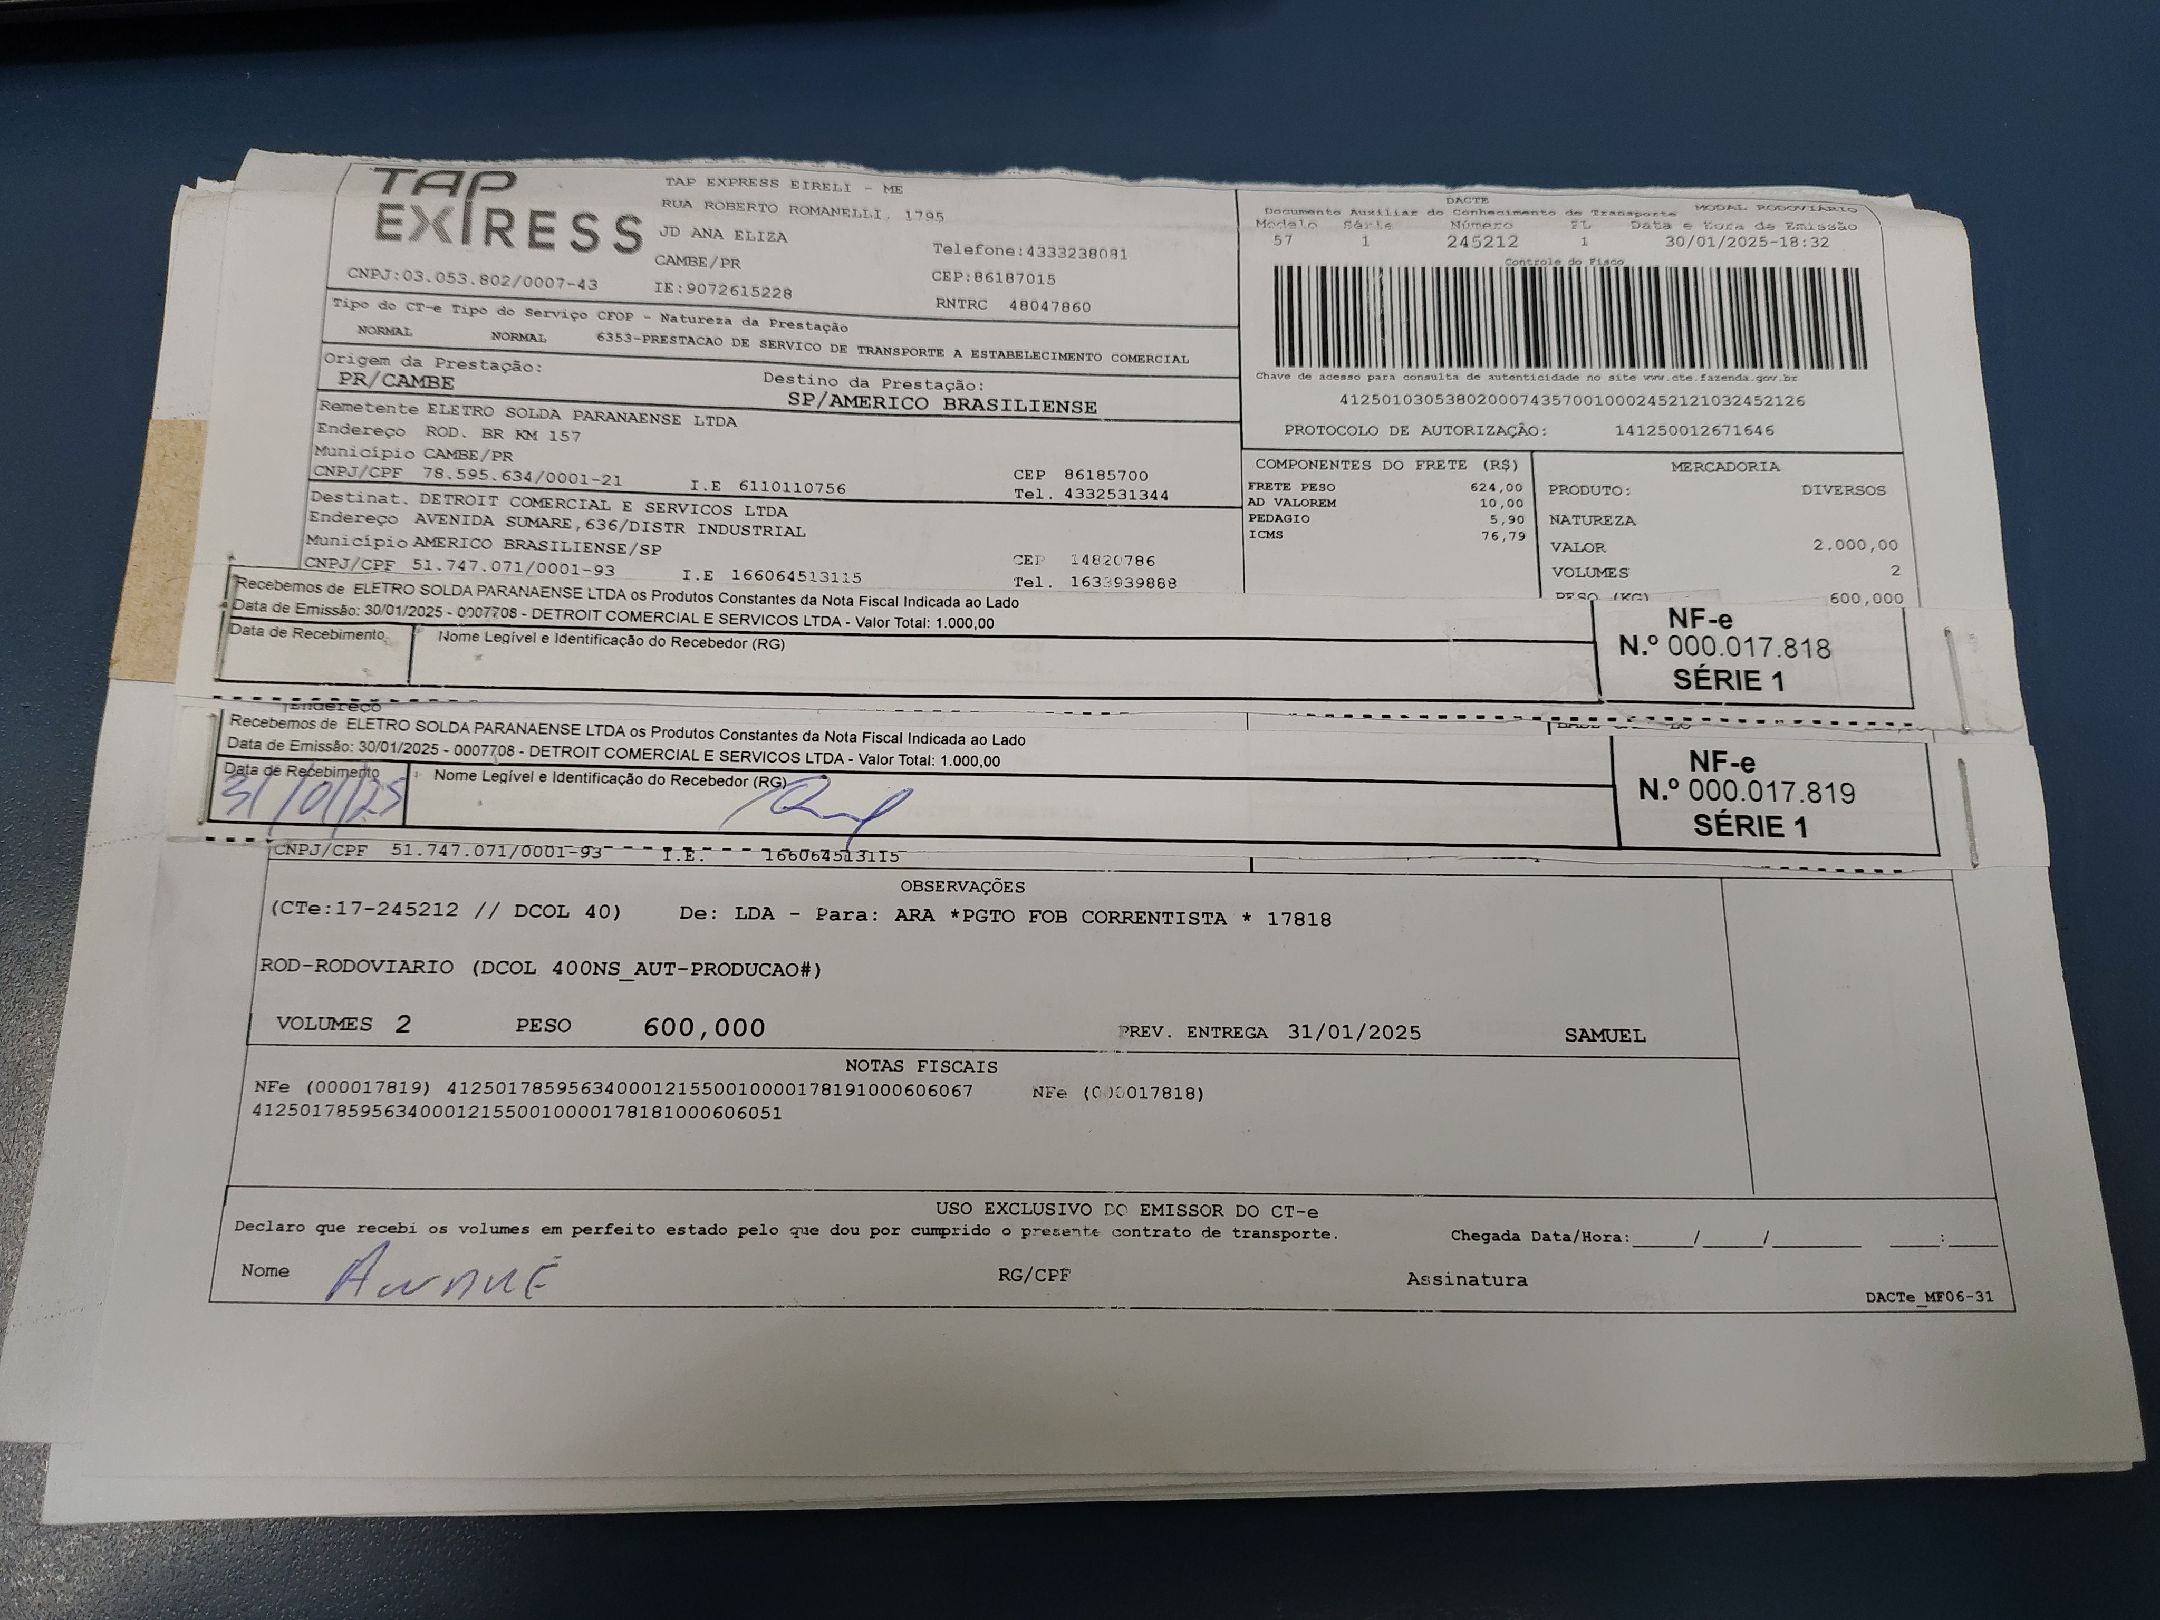 TAP
EXPRESS
TAP EXPRESS EIRELI - ME
RUA ROBERTO ROMANELLI, 1795
JD ANA ELIZA
CAMBE/PR
Telefone:4333238081
CEP:86187015
CNPJ:03.053.802/0007-43
IE:9072615228
RNTRC 48047860
DACTE
Documento Auxiliar do Conhecimento de Transporte
MODAL RODOVIÁRIO
Modelo Série Número FL Data e Hora de Emissão
57 1 245212 1 30/01/2025-18:32
Controle do Fisco
Chave de acesso para consulta de autenticidade no site www.cte.fazenda.gov.br
41250103053802000743570010002452121032452126
PROTOCOLO DE AUTORIZAÇÃO: 141250012671646
Tipo do CT-e Tipo do Serviço CFOP - Natureza da Prestação
NORMAL NORMAL 6353-PRESTACAO DE SERVICO DE TRANSPORTE A ESTABELECIMENTO COMERCIAL
Origem da Prestação:
PR/CAMBE
Destino da Prestação:
SP/AMERICO BRASILIENSE
Remetente ELETRO SOLDA PARANAENSE LTDA
Endereço ROD. BR KM 157
Município CAMBE/PR
CNPJ/CPF 78.595.634/0001-21 I.E 6110110756
CEP 86185700
Tel. 4332531344
Destinat. DETROIT COMERCIAL E SERVICOS LTDA
Endereço AVENIDA SUMARE,636/DISTR INDUSTRIAL
Município AMERICO BRASILIENSE/SP
CNPJ/CPF 51.747.071/0001-93 I.E 166064513115
CEP 14820786
Tel. 1633939888
COMPONENTES DO FRETE (R$)
FRETE PESO 624,00
AD VALOREM 10,00
PEDAGIO 5,90
ICMS 76,79
MERCADORIA
PRODUTO: DIVERSOS
NATUREZA
VALOR 2.000,00
VOLUMES 2
PESO (KG) 600,000
Recebemos de ELETRO SOLDA PARANAENSE LTDA os Produtos Constantes da Nota Fiscal Indicada ao Lado
Data de Emissão: 30/01/2025 - 0007708 - DETROIT COMERCIAL E SERVICOS LTDA - Valor Total: 1.000,00
Data de Recebimento
Nome Legível e Identificação do Recebedor (RG)
NF-e
N.º 000.017.818
SÉRIE 1
Endereço
Recebemos de ELETRO SOLDA PARANAENSE LTDA os Produtos Constantes da Nota Fiscal Indicada ao Lado
Data de Emissão: 30/01/2025 - 0007708 - DETROIT COMERCIAL E SERVICOS LTDA - Valor Total: 1.000,00
Data de Recebimento
31/01/25
Nome Legível e Identificação do Recebedor (RG)
NF-e
N.º 000.017.819
SÉRIE 1
CNPJ/CPF 51.747.071/0001-93 I.E. 166064513115
OBSERVAÇÕES
(CTe:17-245212 // DCOL 40) De: LDA - Para: ARA *PGTO FOB CORRENTISTA * 17818
ROD-RODOVIARIO (DCOL 400NS_AUT-PRODUCAO#)
VOLUMES 2 PESO 600,000 PREV. ENTREGA 31/01/2025 SAMUEL
NOTAS FISCAIS
NFe (000017819) 41250178595634000121550010000178191000606067 NFe (000017818)
41250178595634000121550010000178181000606051
USO EXCLUSIVO DO EMISSOR DO CT-e
Declaro que recebi os volumes em perfeito estado pelo que dou por cumprido o presente contrato de transporte.
Chegada Data/Hora:____/____/______ ___:___
Nome
RG/CPF
Assinatura
DACTe_MF06-31